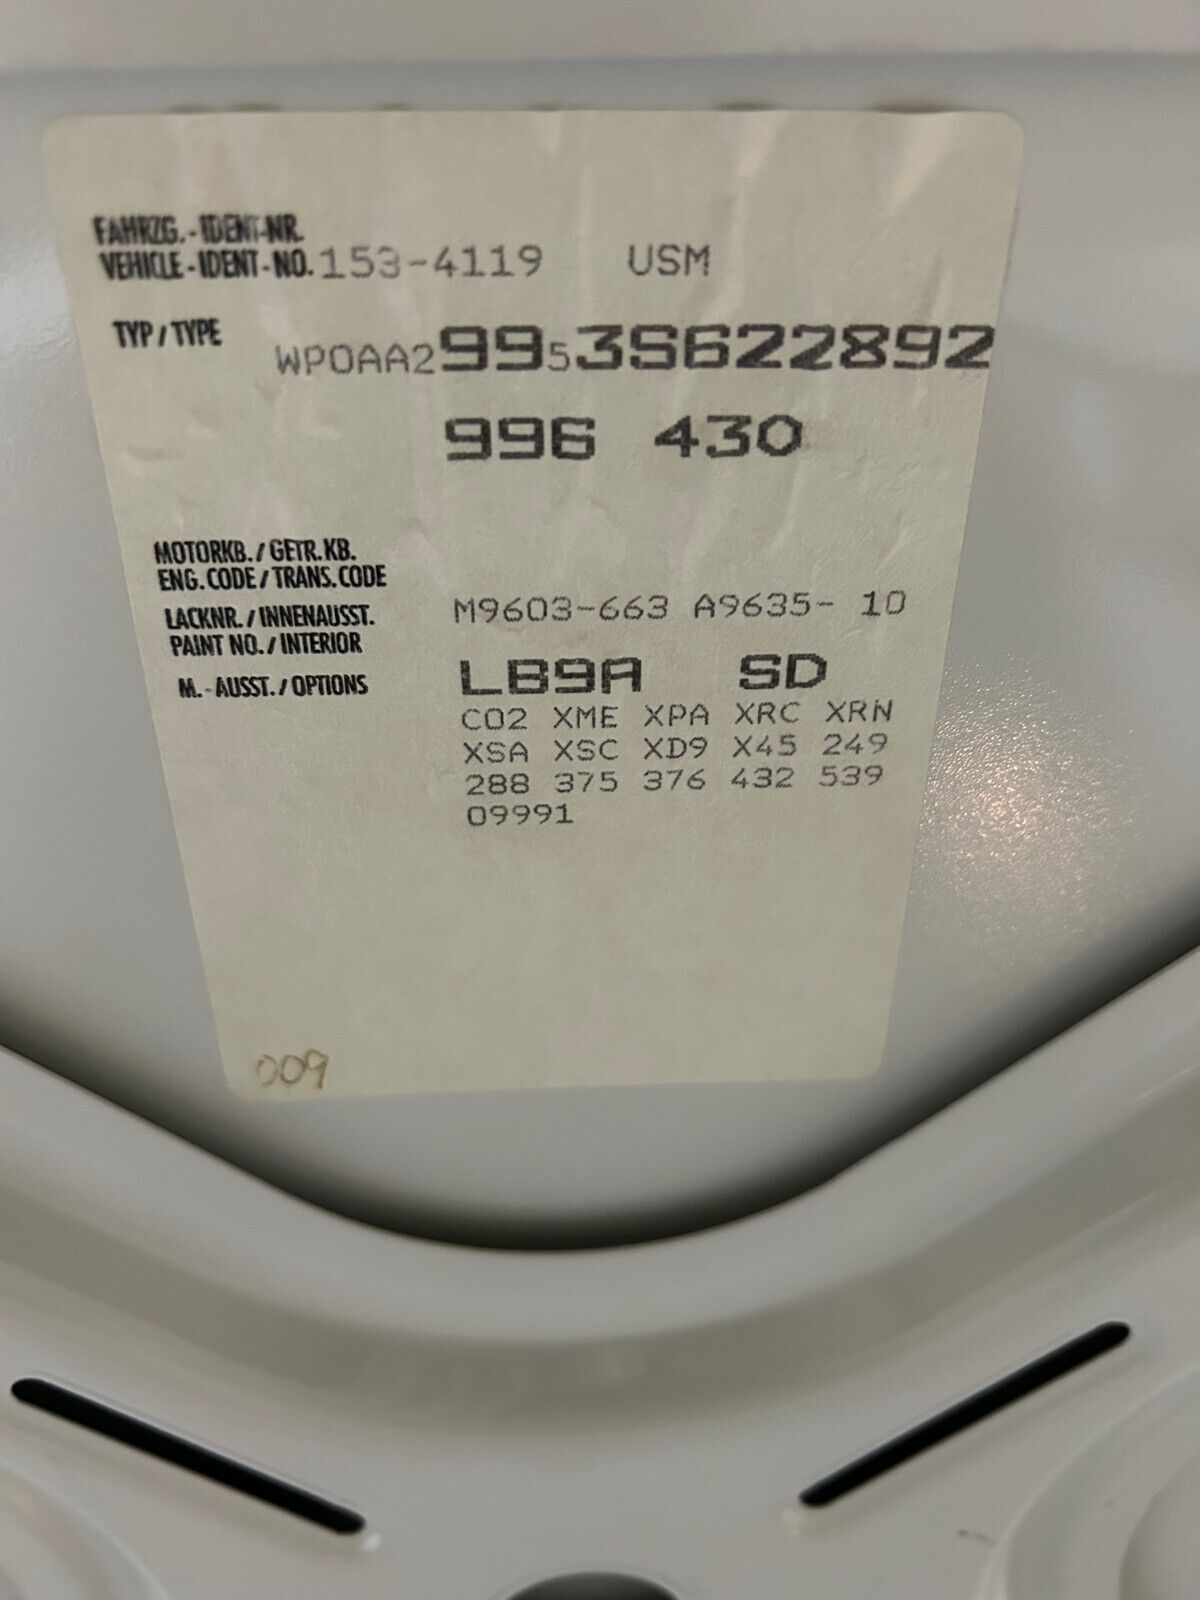 FAHRZG.-IDENT-NR.
VEHICLE-IDENT-NO. 153-4119 USM
TYP/TYPE WP0AA29953S622892
996 430
MOTORKB./GETR.KB.
ENG.CODE/TRANS.CODE M9603-663 A9635- 10
LACKNR./INNENAUSST.
PAINT NO./INTERIOR LB9A SD
M.-AUSST./OPTIONS C02 XME XPA XRC XRN
XSA XSC XD9 X45 249
288 375 376 432 539
09991
009